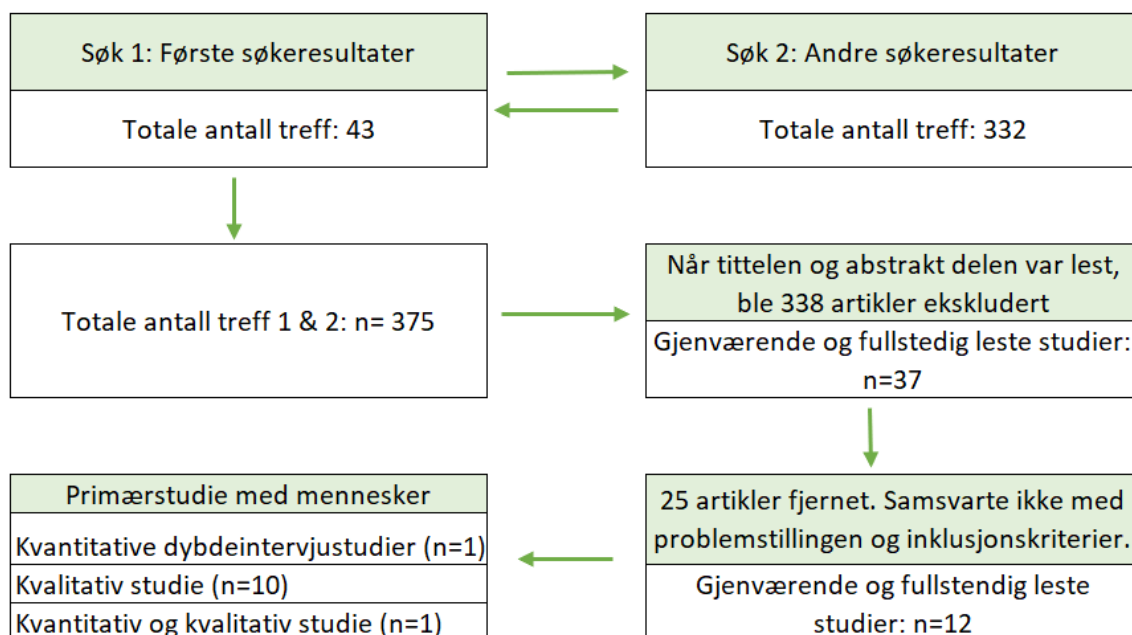 Søk 1: Første søkeresultater
Totale antall treff: 43
Søk 2: Andre søkeresultater
Totale antall treff: 332
Totale antall treff 1 & 2: n= 375
Når tittelen og abstrakt delen var lest,
ble 338 artikler ekskludert
Gjenværende og fullstedig leste studier:
n=37
25 artikler fjernet. Samsvarte ikke med
problemstillingen og inklusjonskriterier.
Gjenværende og fullstendig leste
studier: n=12
Primærstudie med mennesker
Kvantitative dybdeintervjustudier (n=1)
Kvalitativ studie (n=10)
Kvantitativ og kvalitativ studie (n=1)